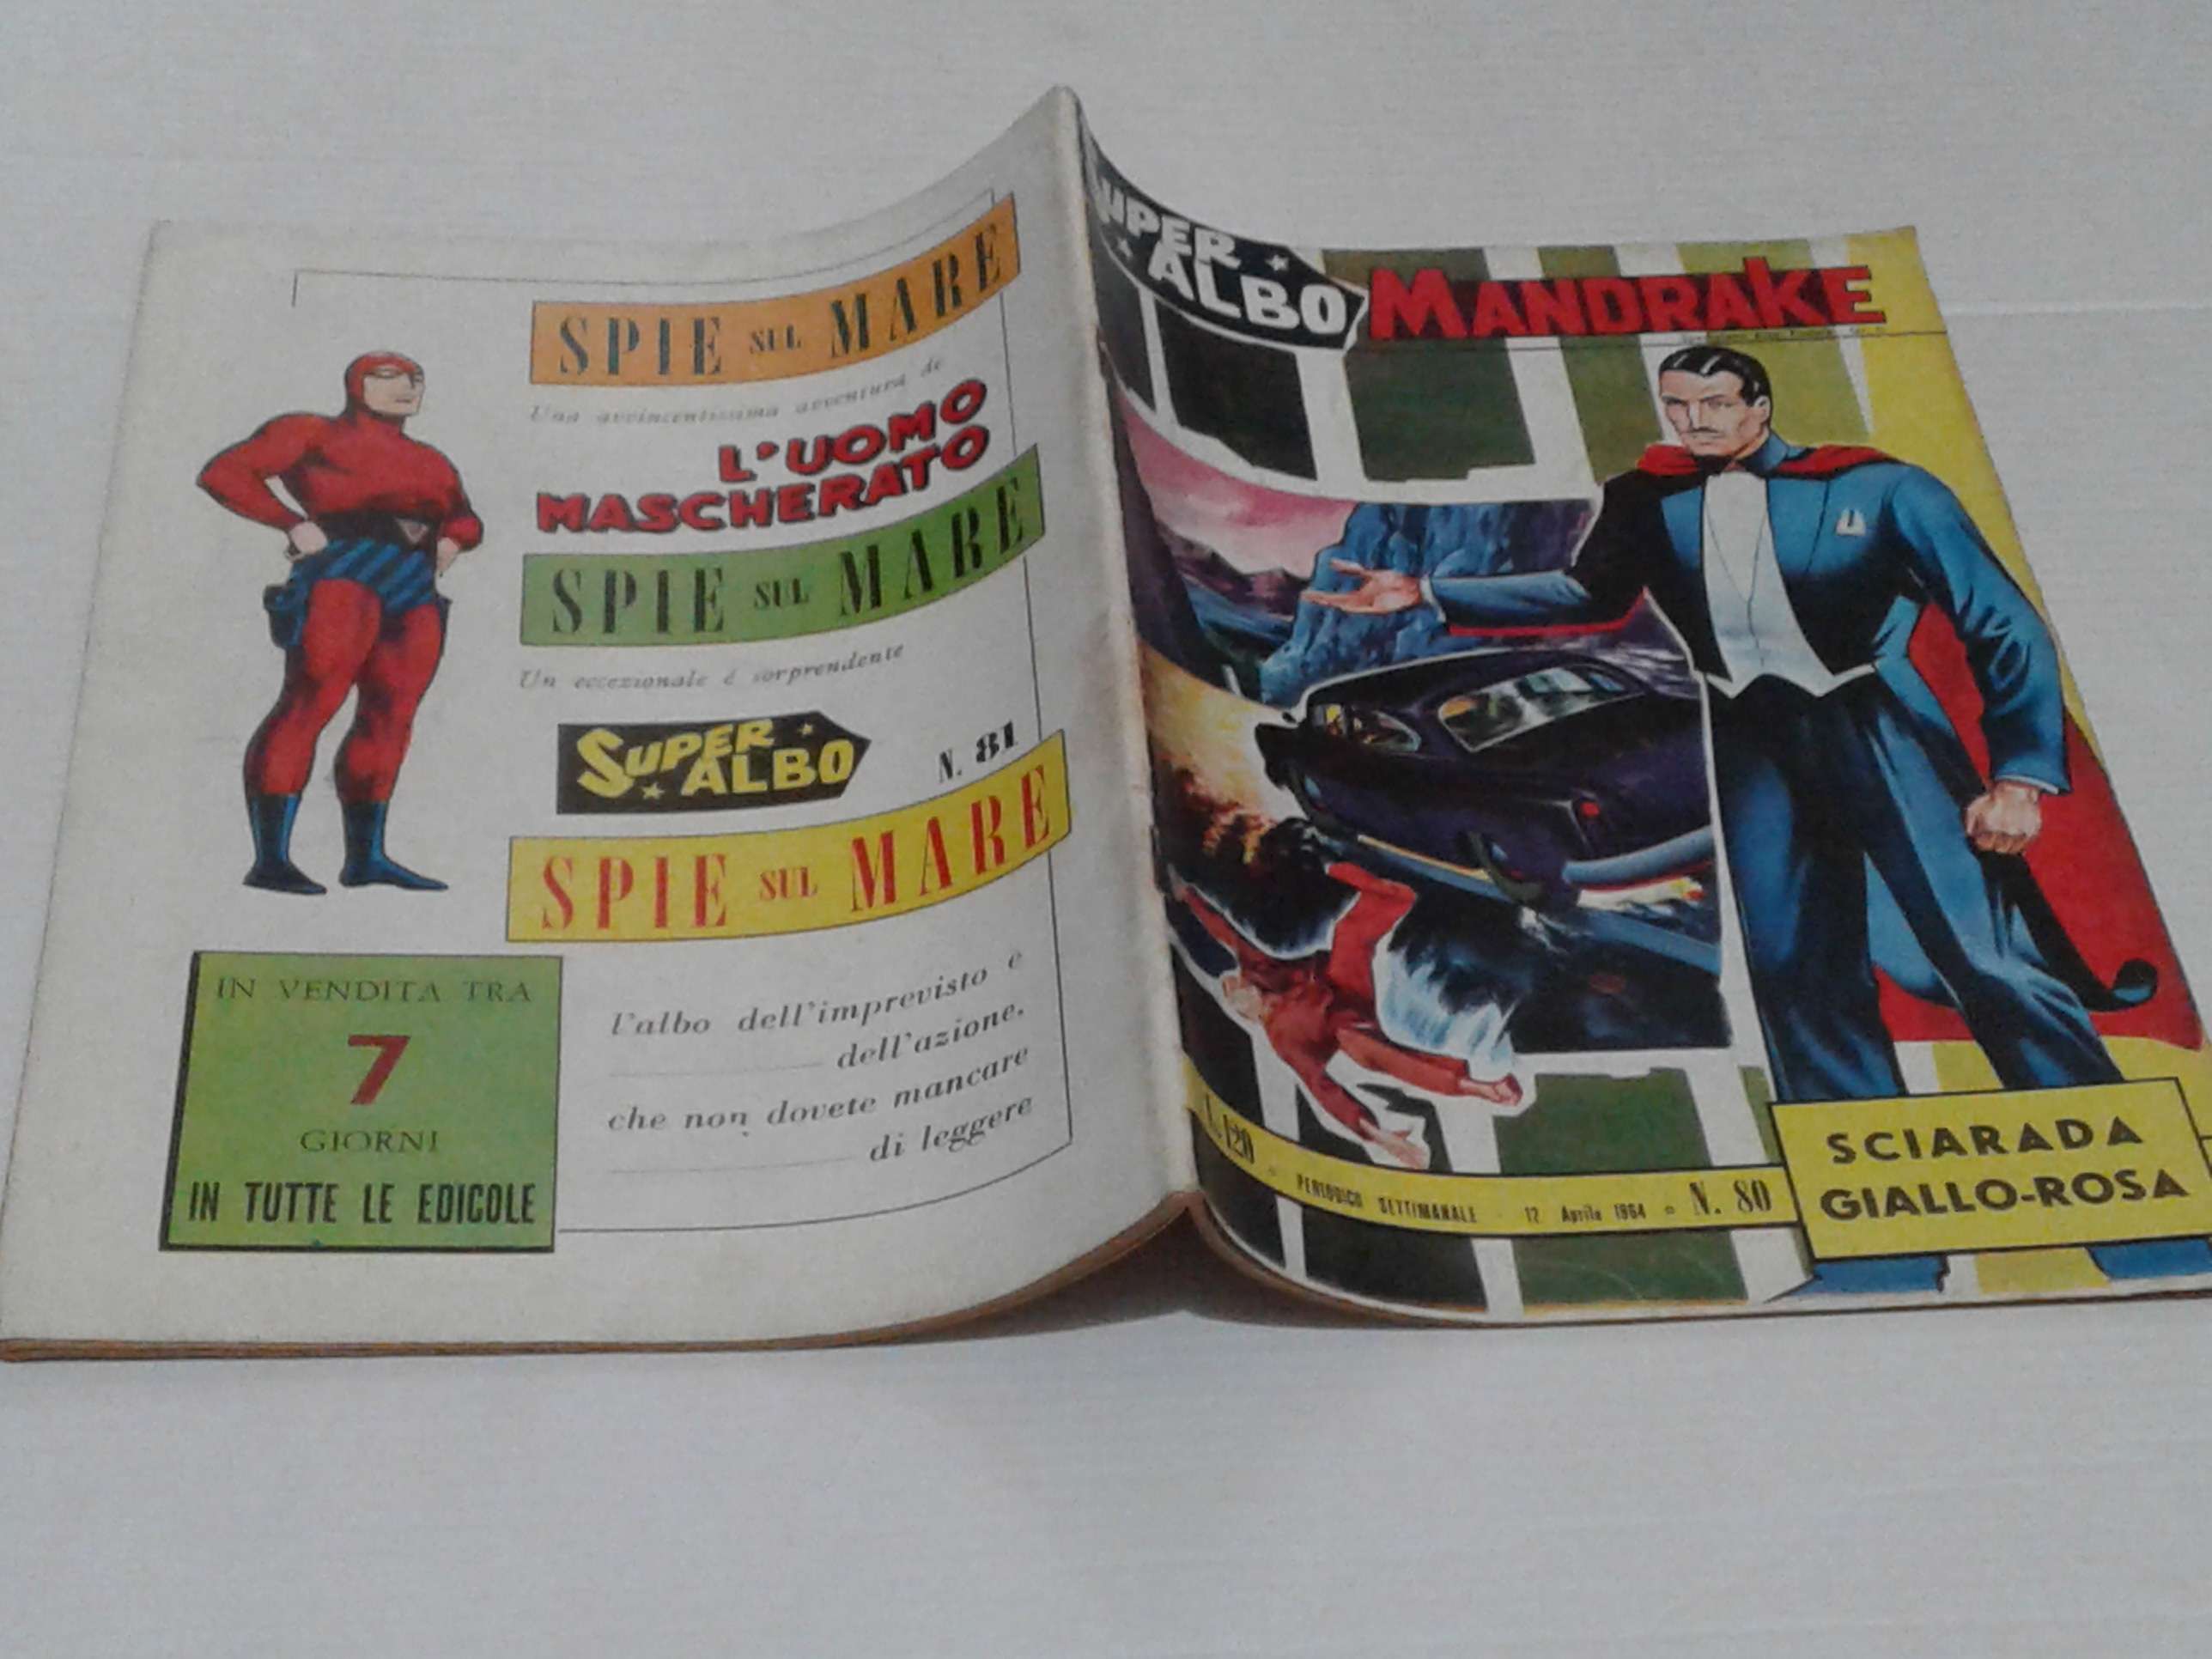 SPIE SUL MARE
Una avvincentissima avventura de
L'UOMO
MASCHERATO
SPIE SUL MARE
Un eccezionale e sorprendente
SUPER
ALBO
N. 81
SPIE SUL MARE
IN VENDITA TRA
7
GIORNI
IN TUTTE LE EDICOLE
l'albo dell'imprevisto e
dell'azione,
che non dovete mancare
di leggere
SUPER
ALBO
MANDRAKE
L. 120 PERIODICO SETTIMANALE - 12 Aprile 1964 N. 80
SCIARADA
GIALLO-ROSA